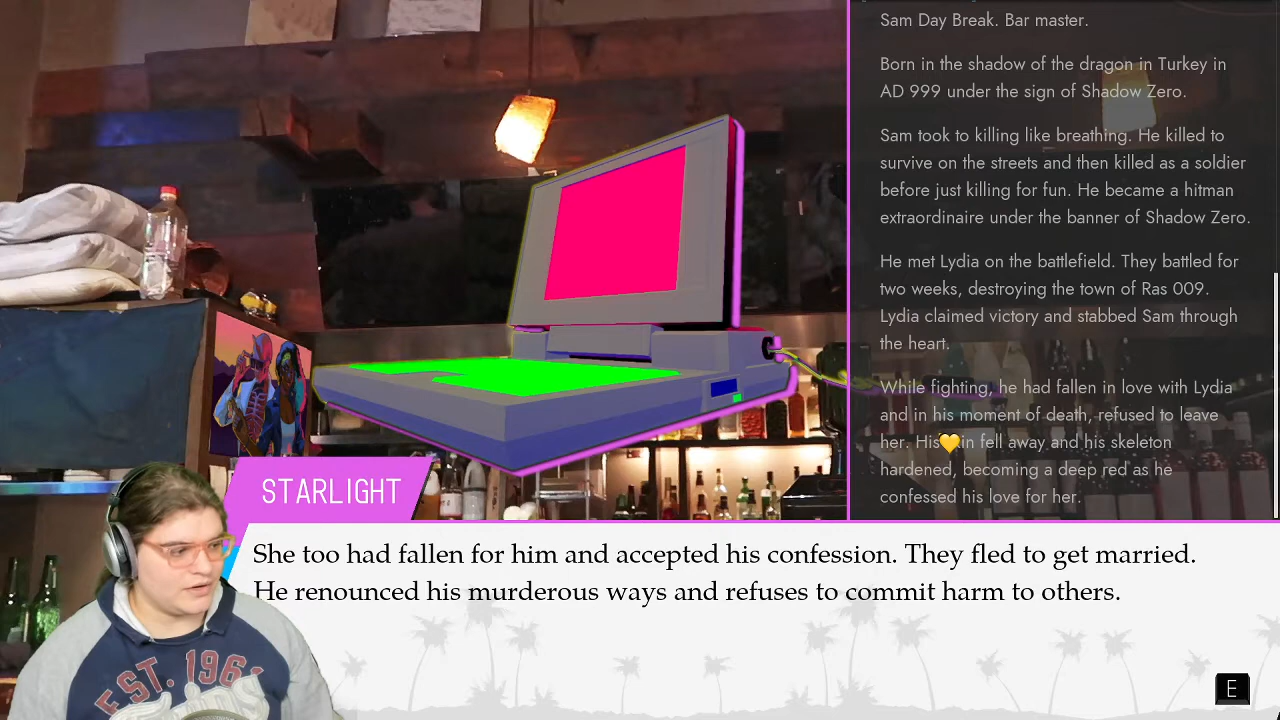 Sam Day Break. Bar master.
Born in the shadow of the dragon in Turkey in
AD 999 under the sign of Shadow Zero.
Sam took to killing like breathing. He killed to
survive on the streets and then killed as a soldier
before just killing for fun. He became a hitman
extraordinaire under the banner of Shadow Zero.
He met Lydia on the battlefield. They battled for
two weeks, destroying the town of Ras 009.
Lydia claimed victory and stabbed Sam through
the heart.
While fighting, he had fallen in love with Lydia
and in his moment of death, refused to leave
her. His 💛in fell away and his skeleton
hardened, becoming a deep red as he
confessed his love for her.
STARLIGHT
She too had fallen for him and accepted his confession. They fled to get married.
He renounced his murderous ways and refuses to commit harm to others.
EST. 196
E